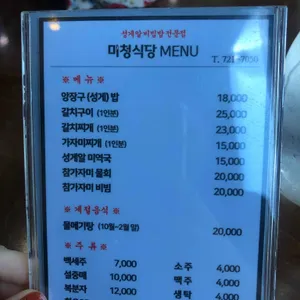 성게알 비빔밥 전문점
미청식당 MENU
※ 메 뉴 ※
양장구 (성게) 밥 18,000
갈치구이 (1인분) 25,000
갈치찌개 (1인분) 23,000
가자미찌개 (1인분) 15,000
성게알 미역국 15,000
참가자미 물회 20,000
참가자미 비빔 20,000
※ 계절음식 ※
물메기탕 (10월~2월 말) 20,000
※ 주 류 ※
백세주 7,000 소주 4,000
설중매 10,000 맥주 4,000
복분자 12,000 생탁 4,000